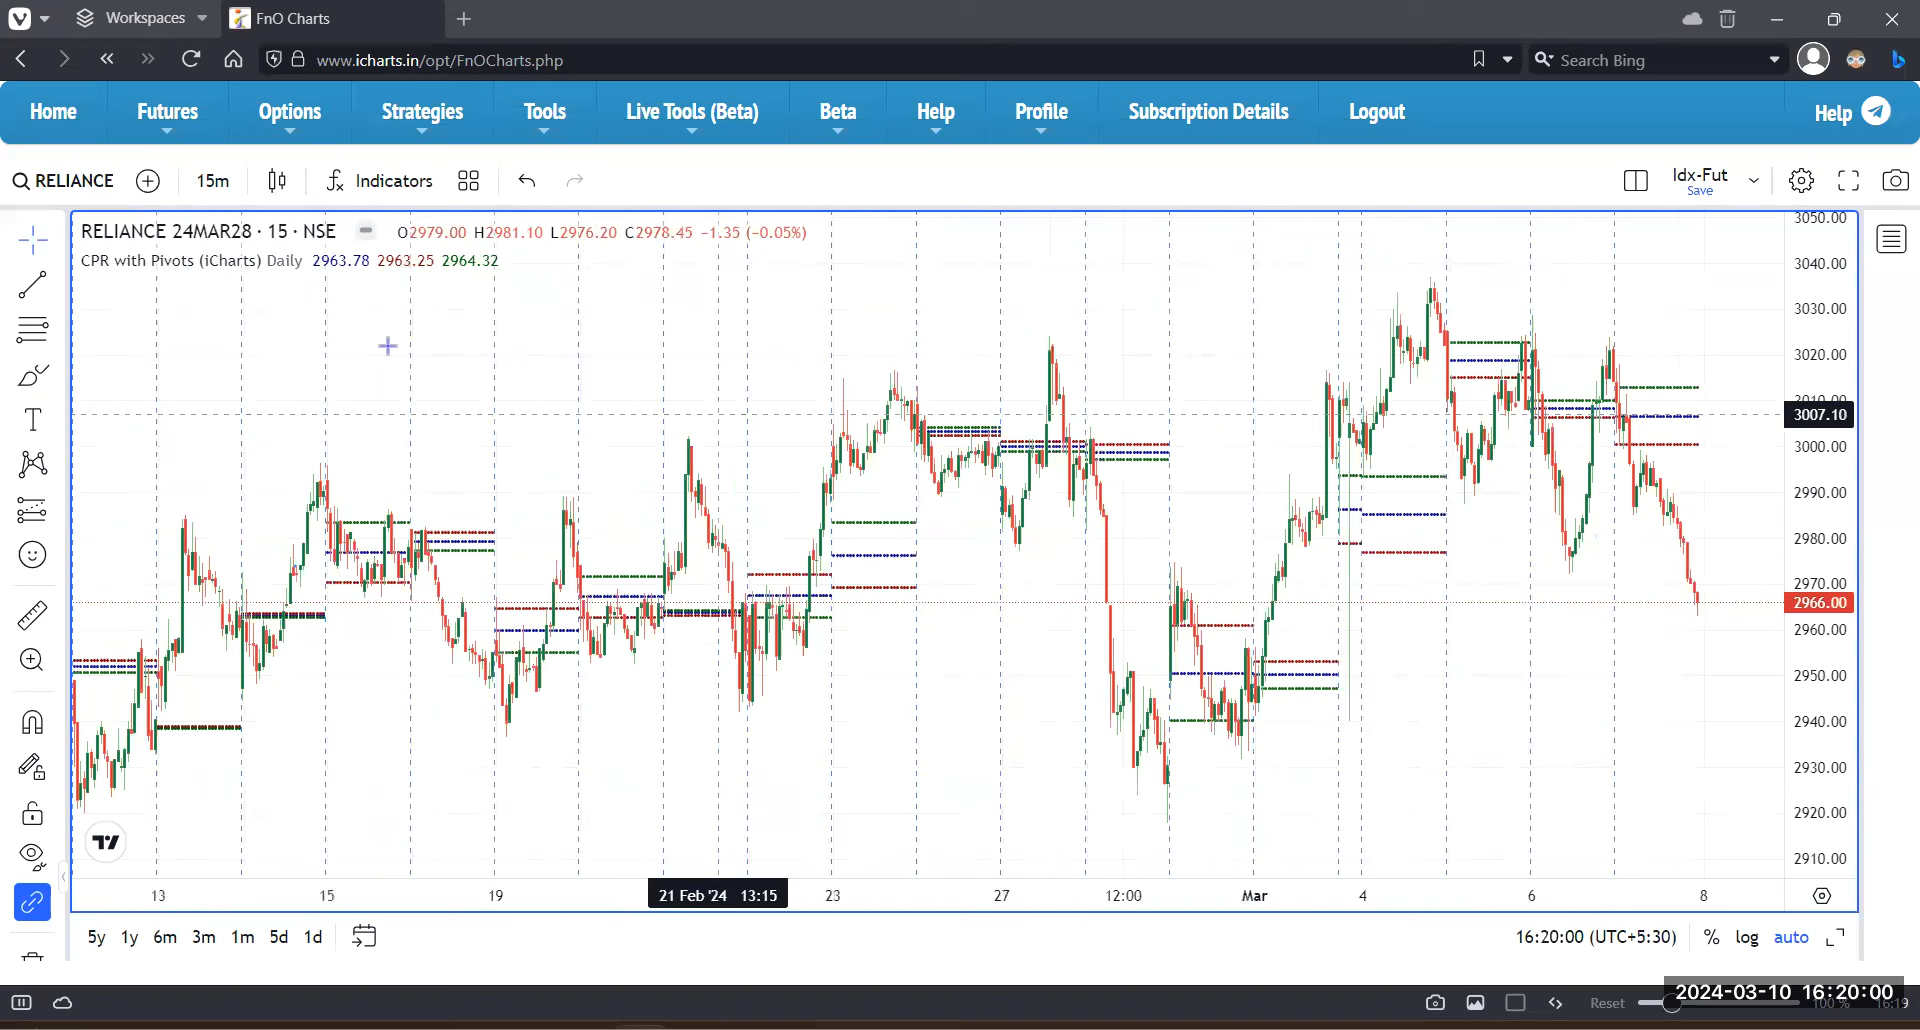 Workspaces
FnO Charts
www.icharts.in/opt/FnOCharts.php
Search Bing
Home Futures Options Strategies Tools Live Tools (Beta) Beta Help Profile Subscription Details Logout Help
RELIANCE 15m Indicators Idx-Fut
Save
RELIANCE 24MAR28 · 15 · NSE O2979.00 H2981.10 L2976.20 C2978.45 −1.35 (−0.05%)
CPR with Pivots (iCharts) Daily 2963.78 2963.25 2964.32
3050.00
3040.00
3030.00
3020.00
3007.10
3000.00
2990.00
2980.00
2970.00
2966.00
2960.00
2950.00
2940.00
2930.00
2920.00
2910.00
13 15 19 21 Feb '24 13:15 23 27 12:00 Mar 4 6 8
5y 1y 6m 3m 1m 5d 1d 16:20:00 (UTC+5:30) % log auto
Reset 100 % 16:19
2024-03-10 16:20:00